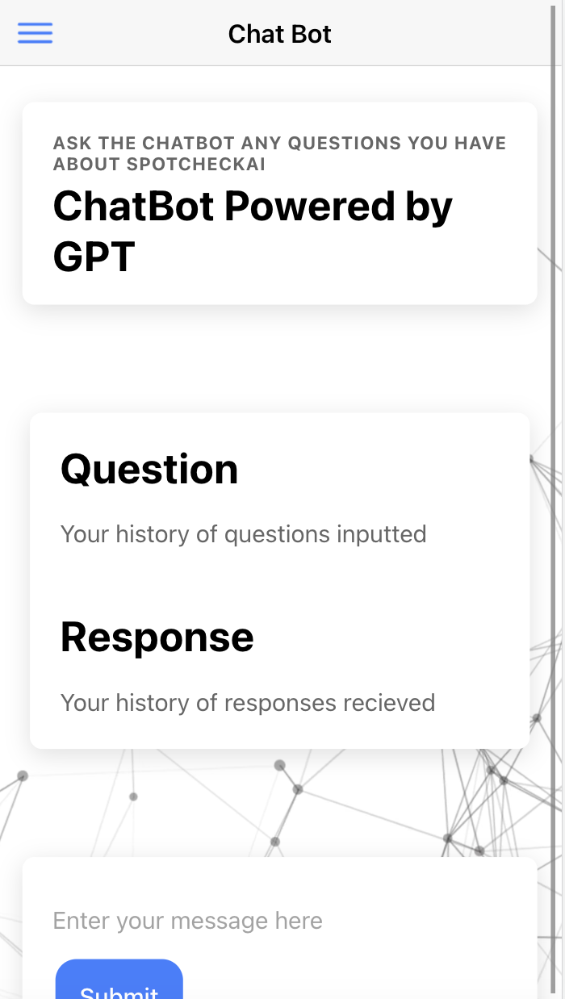 Chat Bot
ASK THE CHATBOT ANY QUESTIONS YOU HAVE
ABOUT SPOTCHECKAI
ChatBot Powered by
GPT
Question
Your history of questions inputted
Response
Your history of responses recieved
Enter your message here
Submit